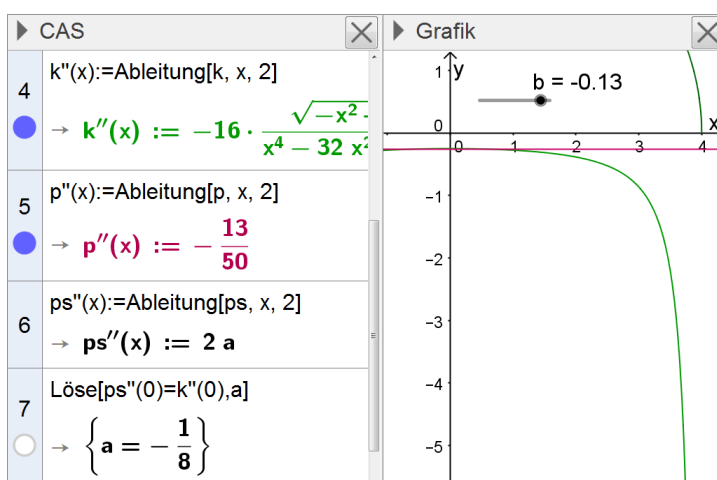 CAS
Grafik
4
k''(x):=Ableitung[k, x, 2]
→ k''(x) := −16 · √−x² - / x⁴ − 32 x²
5
p''(x):=Ableitung[p, x, 2]
→ p''(x) := − 13/50
6
ps''(x):=Ableitung[ps, x, 2]
→ ps''(x) := 2 a
7
Löse[ps''(0)=k''(0),a]
→ {a = − 1/8}
y
b = -0.13
1
0
0 1 2 3 4
x
−1
−2
−3
−4
−5